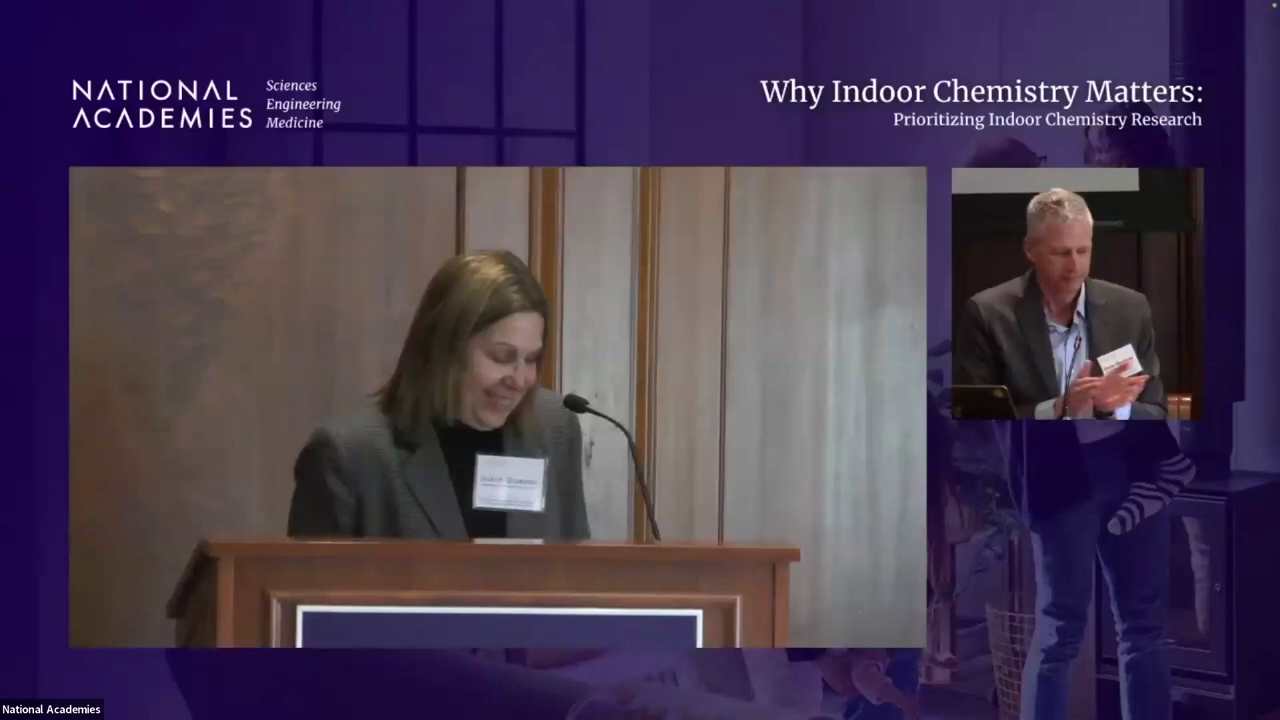 NATIONAL
ACADEMIES
Sciences
Engineering
Medicine
Why Indoor Chemistry Matters:
Prioritizing Indoor Chemistry Research
National Academies